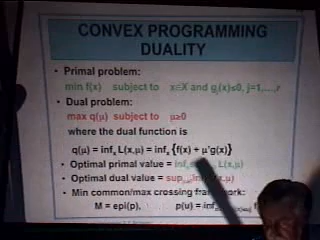 CONVEX PROGRAMMING
DUALITY
• Primal problem:
min f(x) subject to x∈X and gⱼ(x)≤0, j=1,…,r
• Dual problem:
max q(μ) subject to μ≥0
where the dual function is
q(μ) = infₓ L(x,μ) = infₓ {f(x) + μ'g(x)}
• Optimal primal value = L(x,μ)
• Optimal dual value =
• Min common/max crossing
M = epi(p), p(u) =